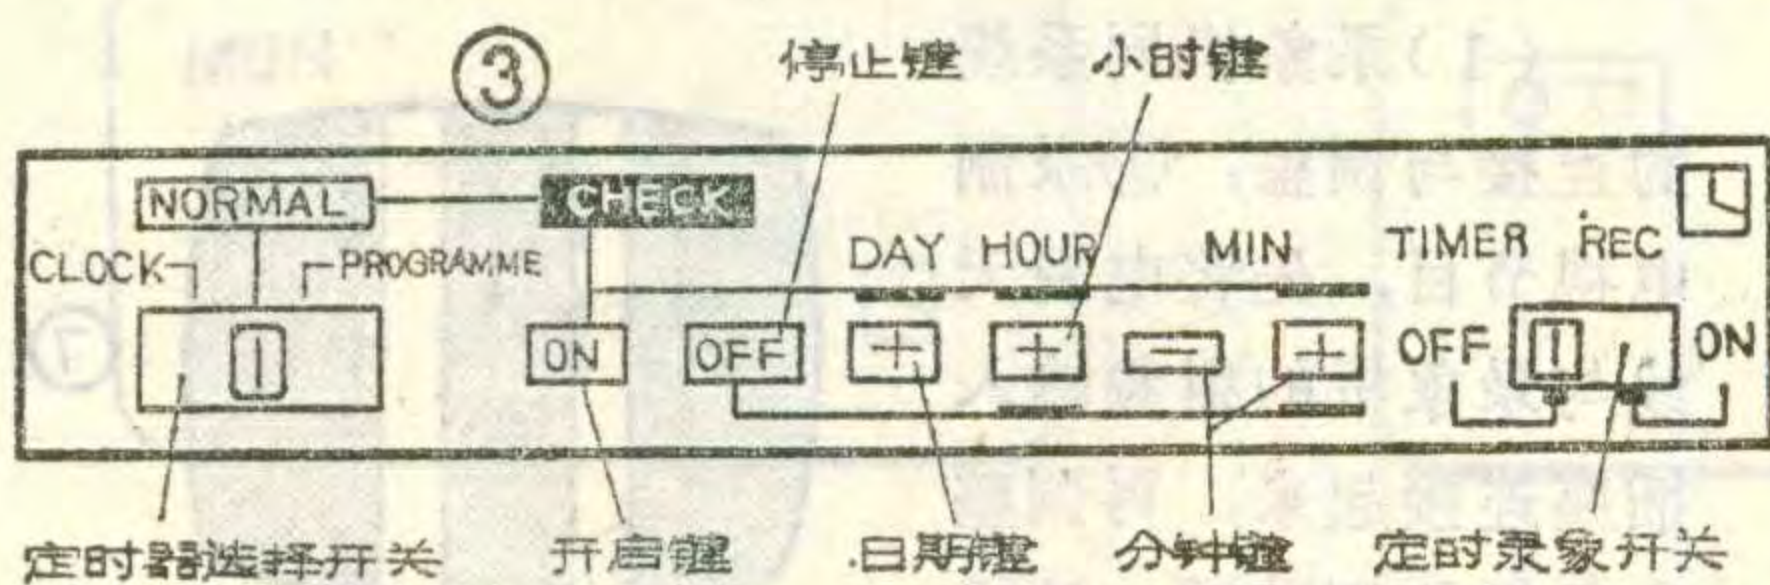 ③
停止键 小时键
NORMAL CHECK
CLOCK PROGRAMME DAY HOUR MIN TIMER REC
ON OFF + + − + OFF ON
定时器选择开关 开启键 日期键 分钟键 定时录象开关